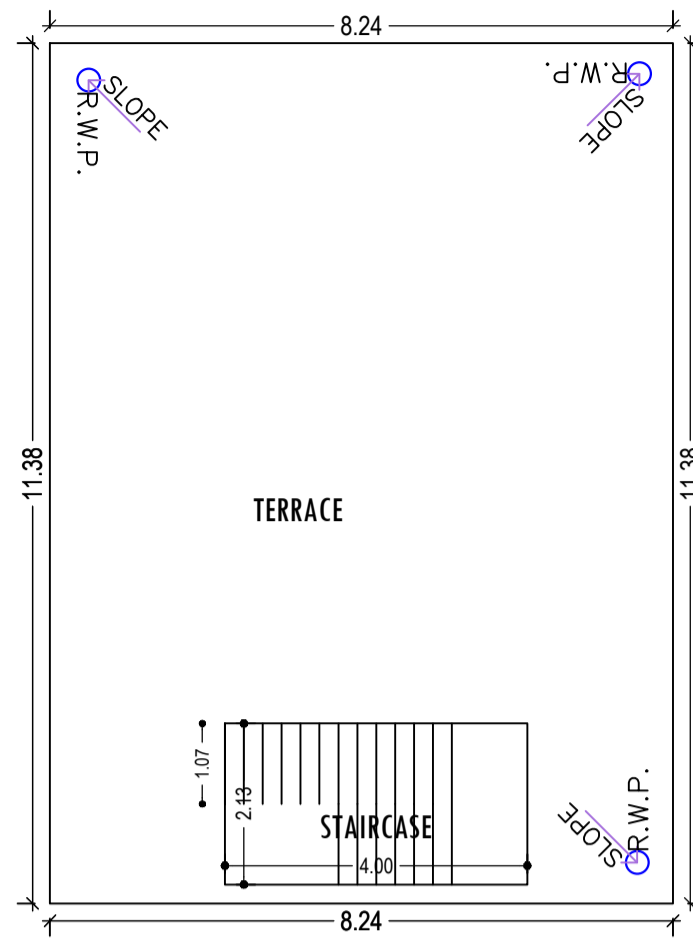 8.24
SLOPE
R.W.P.
R.W.P.
SLOPE
11.38
11.38
TERRACE
1.07
2.13
STAIRCASE
4.00
R.W.P.
SLOPE
8.24